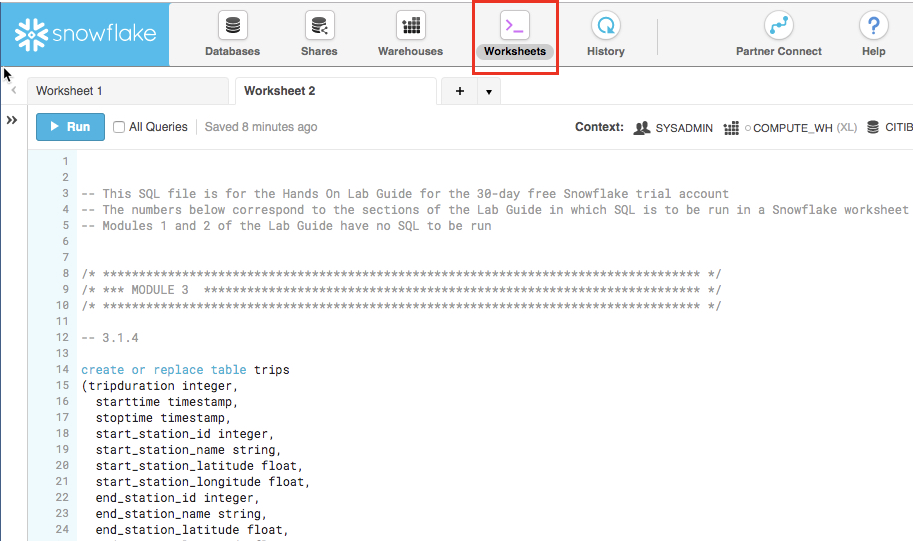 snowflake
Databases Shares Warehouses Worksheets History Partner Connect Help
Worksheet 1 Worksheet 2 +
Run All Queries Saved 8 minutes ago Context: SYSADMIN COMPUTE_WH (XL) CITIB
1
2
3 -- This SQL file is for the Hands On Lab Guide for the 30-day free Snowflake trial account
4 -- The numbers below correspond to the sections of the Lab Guide in which SQL is to be run in a Snowflake worksheet
5 -- Modules 1 and 2 of the Lab Guide have no SQL to be run
6
7
8 /* *********************************************************************************** */
9 /* *** MODULE 3  ********************************************************************* */
10 /* *********************************************************************************** */
11
12 -- 3.1.4
13
14 create or replace table trips
15 (tripduration integer,
16   starttime timestamp,
17   stoptime timestamp,
18   start_station_id integer,
19   start_station_name string,
20   start_station_latitude float,
21   start_station_longitude float,
22   end_station_id integer,
23   end_station_name string,
24   end_station_latitude float,